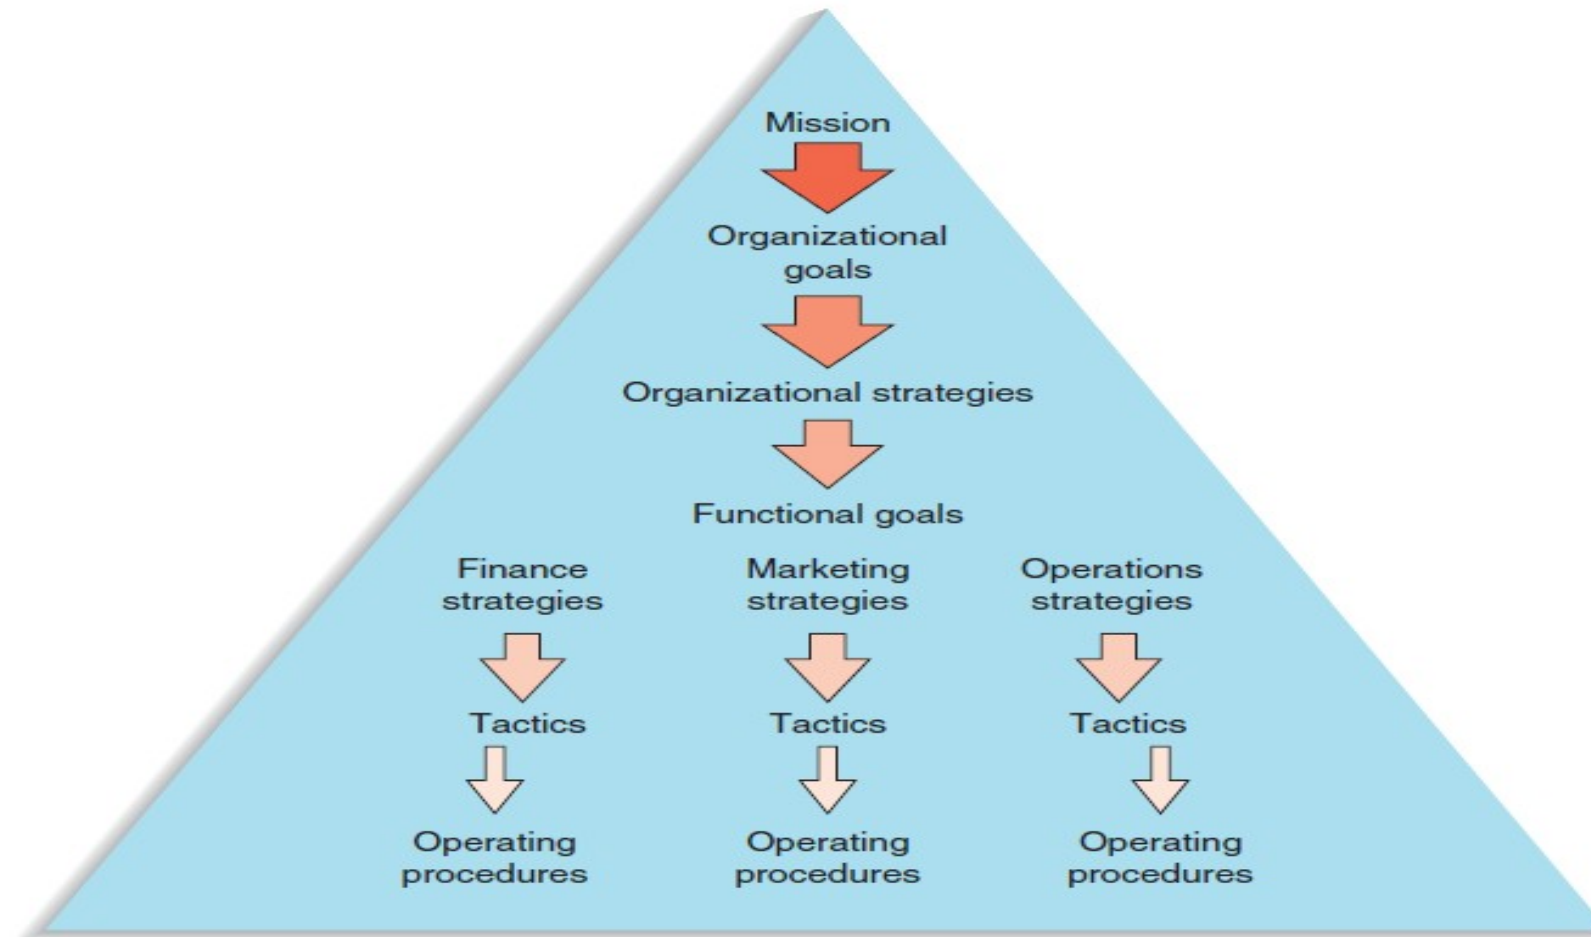 Mission
Organizational
goals
Organizational strategies
Functional goals
Finance
strategies
Marketing
strategies
Operations
strategies
Tactics
Tactics
Tactics
Operating
procedures
Operating
procedures
Operating
procedures